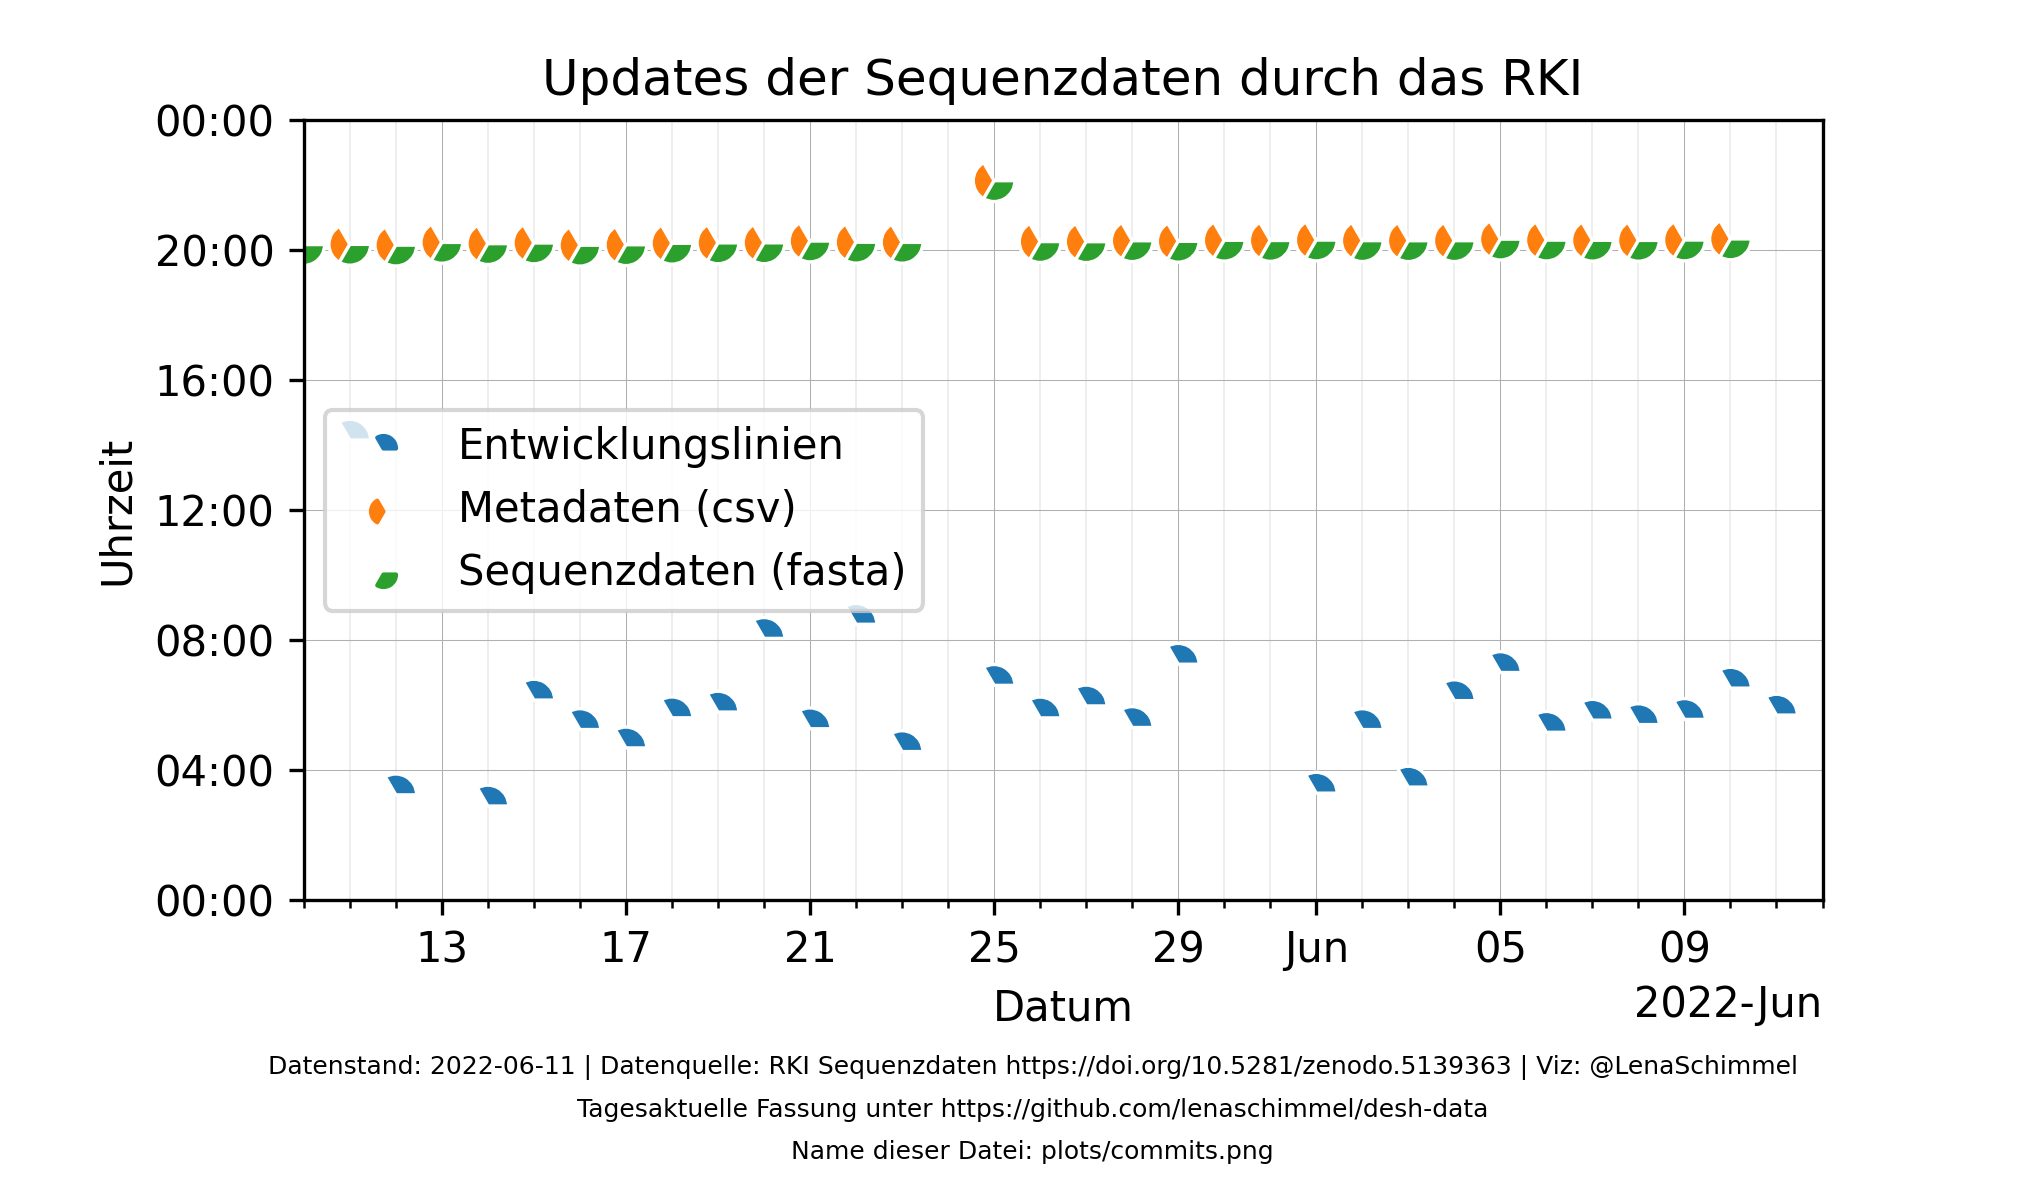 Updates der Sequenzdaten durch das RKI
00:00
20:00
16:00
12:00
08:00
04:00
00:00
Uhrzeit
Entwicklungslinien
Metadaten (csv)
Sequenzdaten (fasta)
13 17 21 25 29 Jun 05 09
Datum
2022-Jun
Datenstand: 2022-06-11 | Datenquelle: RKI Sequenzdaten https://doi.org/10.5281/zenodo.5139363 | Viz: @LenaSchimmel
Tagesaktuelle Fassung unter https://github.com/lenaschimmel/desh-data
Name dieser Datei: plots/commits.png